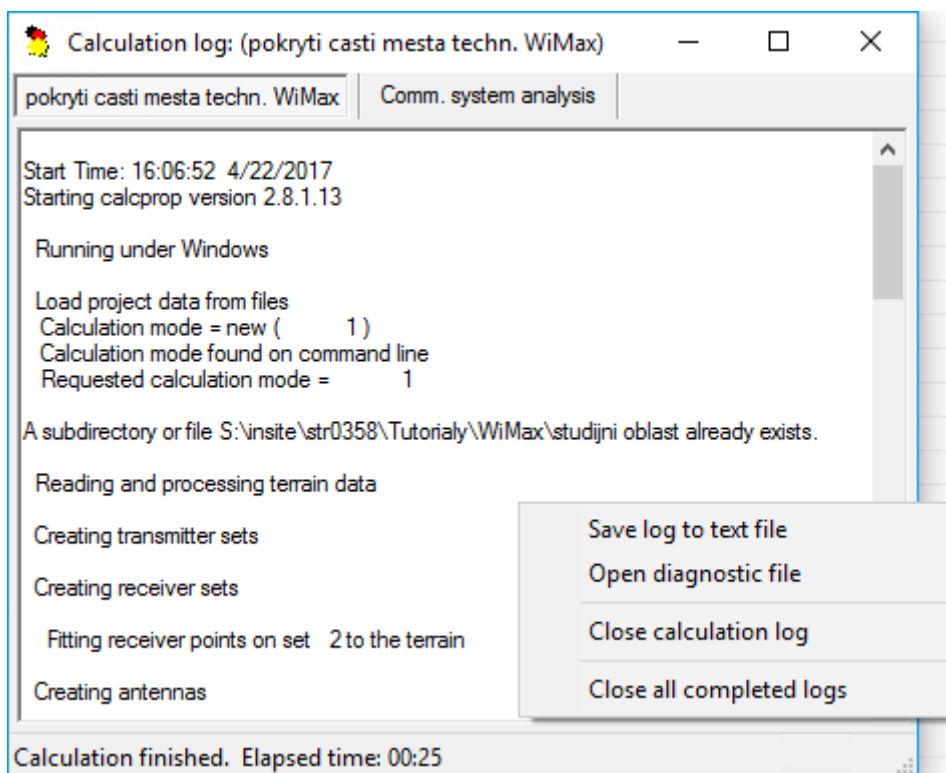 Calculation log: (pokryti casti mesta techn. WiMax)
pokryti casti mesta techn. WiMax
Comm. system analysis
Start Time: 16:06:52 4/22/2017
Starting calcprop version 2.8.1.13
Running under Windows
Load project data from files
Calculation mode = new ( 1 )
Calculation mode found on command line
Requested calculation mode = 1
A subdirectory or file S:\insite\str0358\Tutorialy\WiMax\studijni oblast already exists.
Reading and processing terrain data
Creating transmitter sets
Creating receiver sets
Fitting receiver points on set 2 to the terrain
Creating antennas
Save log to text file
Open diagnostic file
Close calculation log
Close all completed logs
Calculation finished. Elapsed time: 00:25